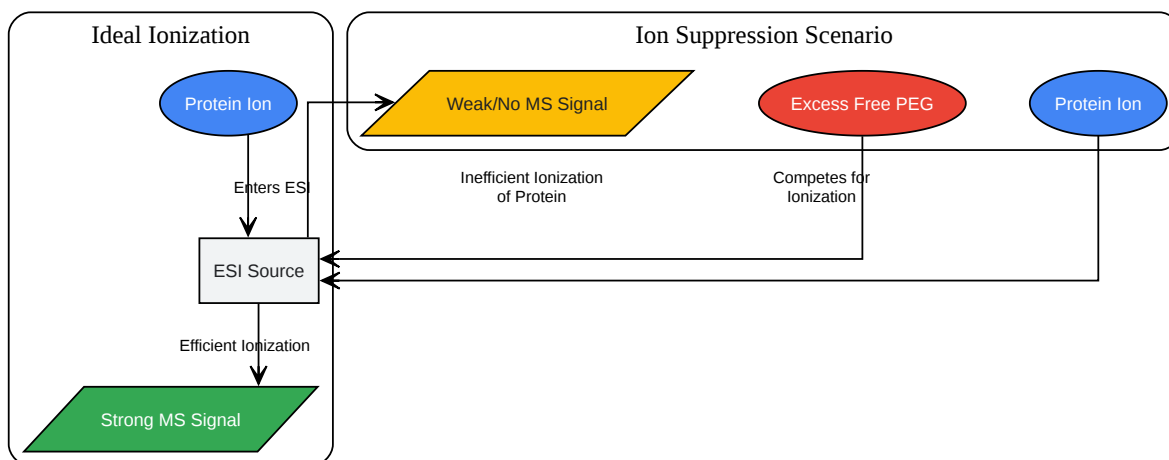 Ideal Ionization
Protein Ion
Enters ESI
ESI Source
Efficient Ionization
Strong MS Signal
Ion Suppression Scenario
Weak/No MS Signal
Excess Free PEG
Protein Ion
Inefficient Ionization
of Protein
Competes for
Ionization